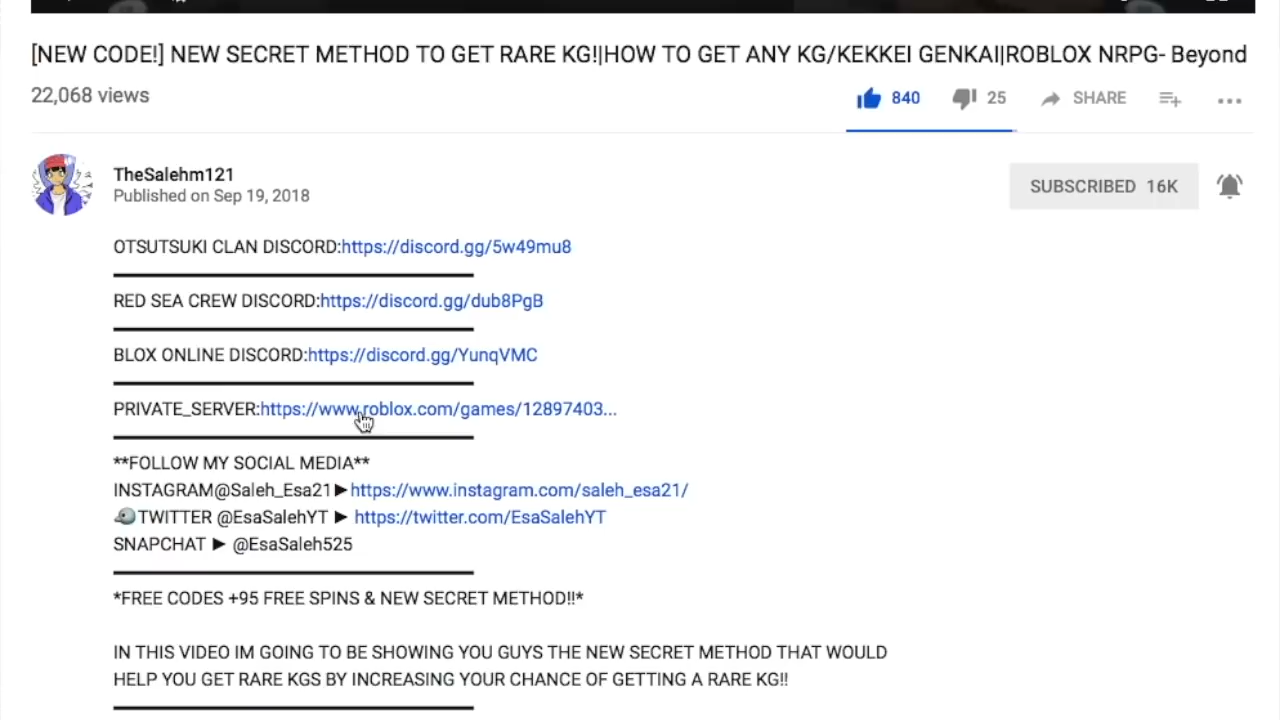 [NEW CODE!] NEW SECRET METHOD TO GET RARE KG!|HOW TO GET ANY KG/KEKKEI GENKAI|ROBLOX NRPG- Beyond
22,068 views
840 25 SHARE
TheSalehm121
Published on Sep 19, 2018
SUBSCRIBED 16K
OTSUTSUKI CLAN DISCORD:https://discord.gg/5w49mu8
RED SEA CREW DISCORD:https://discord.gg/dub8PgB
BLOX ONLINE DISCORD:https://discord.gg/YunqVMC
PRIVATE_SERVER:https://www.roblox.com/games/12897403...
**FOLLOW MY SOCIAL MEDIA**
INSTAGRAM@Saleh_Esa21►https://www.instagram.com/saleh_esa21/
TWITTER @EsaSalehYT ► https://twitter.com/EsaSalehYT
SNAPCHAT ► @EsaSaleh525
*FREE CODES +95 FREE SPINS & NEW SECRET METHOD!!*
IN THIS VIDEO IM GOING TO BE SHOWING YOU GUYS THE NEW SECRET METHOD THAT WOULD
HELP YOU GET RARE KGS BY INCREASING YOUR CHANCE OF GETTING A RARE KG!!